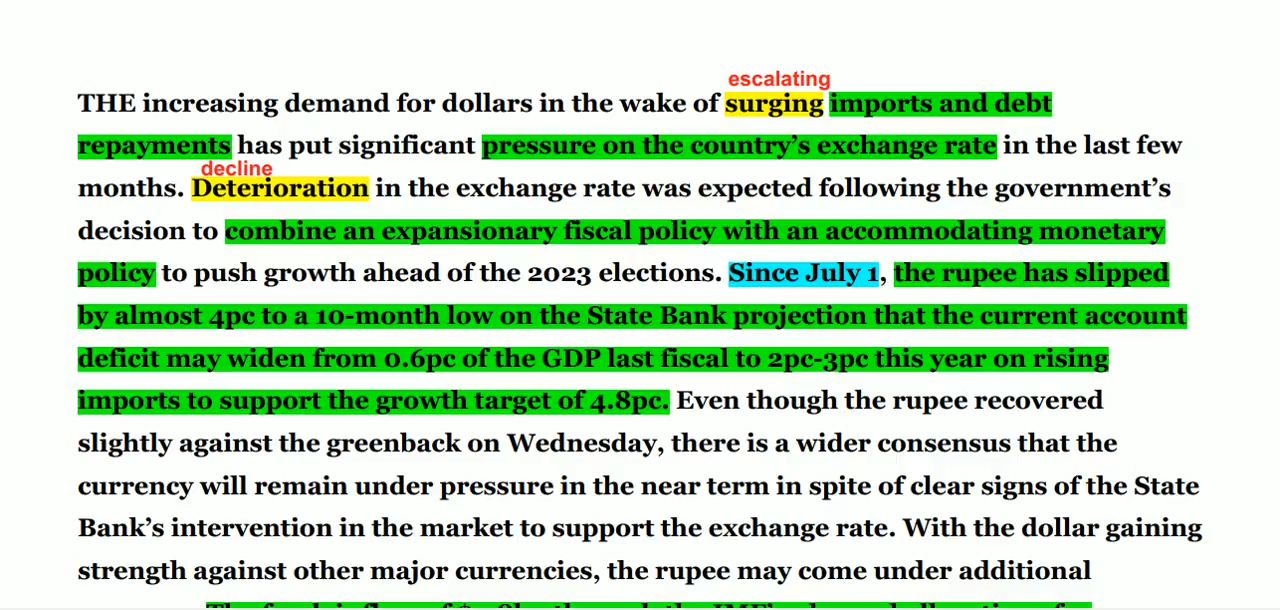 escalating
THE increasing demand for dollars in the wake of surging imports and debt
repayments has put significant pressure on the country's exchange rate in the last few
decline
months. Deterioration in the exchange rate was expected following the government's
decision to combine an expansionary fiscal policy with an accommodating monetary
policy to push growth ahead of the 2023 elections. Since July 1, the rupee has slipped
by almost 4pc to a 10-month low on the State Bank projection that the current account
deficit may widen from 0.6pc of the GDP last fiscal to 2pc-3pc this year on rising
imports to support the growth target of 4.8pc. Even though the rupee recovered
slightly against the greenback on Wednesday, there is a wider consensus that the
currency will remain under pressure in the near term in spite of clear signs of the State
Bank's intervention in the market to support the exchange rate. With the dollar gaining
strength against other major currencies, the rupee may come under additional